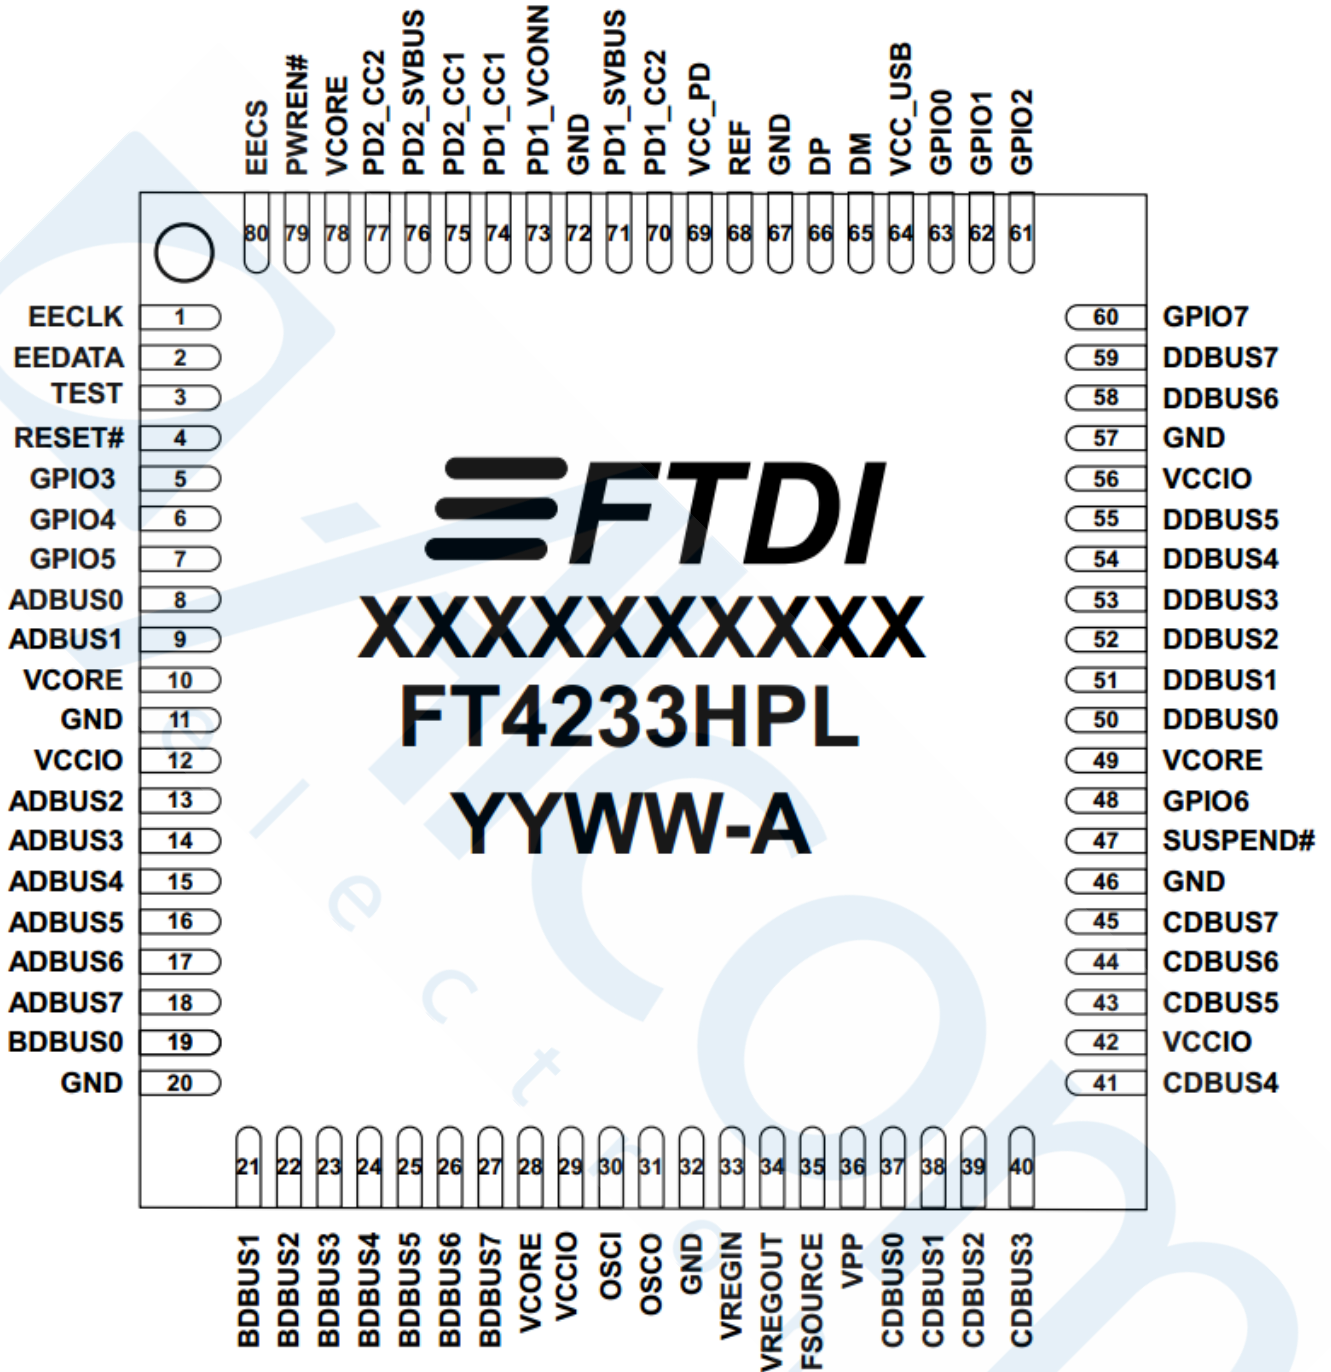 EECS
PWREN#
VCORE
PD2_CC2
PD2_SVBUS
PD2_CC1
PD1_CC1
PD1_VCONN
GND
PD1_SVBUS
PD1_CC2
VCC_PD
REF
GND
DP
DM
VCC_USB
GPIO0
GPIO1
GPIO2
80 79 78 77 76 75 74 73 72 71 70 69 68 67 66 65 64 63 62 61
EECLK 1 60 GPIO7
EEDATA 2 59 DDBUS7
TEST 3 58 DDBUS6
RESET# 4 57 GND
GPIO3 5 56 VCCIO
GPIO4 6 55 DDBUS5
GPIO5 7 54 DDBUS4
ADBUS0 8 53 DDBUS3
ADBUS1 9 52 DDBUS2
VCORE 10 51 DDBUS1
GND 11 50 DDBUS0
VCCIO 12 49 VCORE
ADBUS2 13 48 GPIO6
ADBUS3 14 47 SUSPEND#
ADBUS4 15 46 GND
ADBUS5 16 45 CDBUS7
ADBUS6 17 44 CDBUS6
ADBUS7 18 43 CDBUS5
BDBUS0 19 42 VCCIO
GND 20 41 CDBUS4
FTDI
XXXXXXXXXX
FT4233HPL
YYWW-A
21 22 23 24 25 26 27 28 29 30 31 32 33 34 35 36 37 38 39 40
BDBUS1
BDBUS2
BDBUS3
BDBUS4
BDBUS5
BDBUS6
BDBUS7
VCORE
VCCIO
OSCI
OSCO
GND
VREGIN
VREGOUT
FSOURCE
VPP
CDBUS0
CDBUS1
CDBUS2
CDBUS3